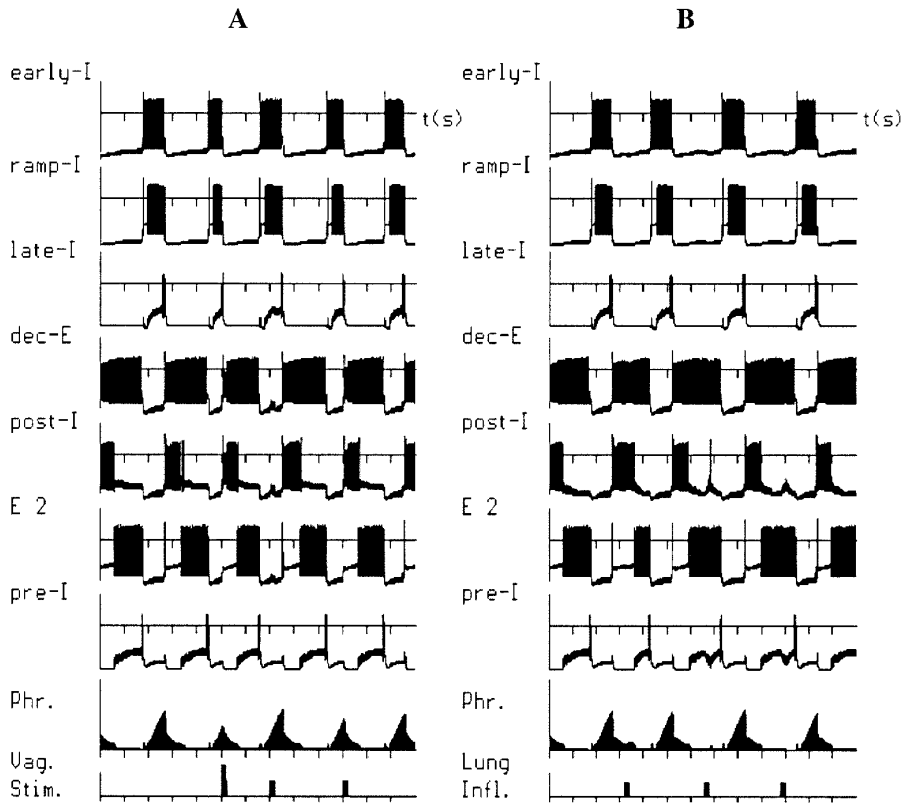 A
B
early-I
t(s)
ramp-I
late-I
dec-E
post-I
E 2
pre-I
Phr.
Vag.
Stim.
early-I
t(s)
ramp-I
late-I
dec-E
post-I
E 2
pre-I
Phr.
Lung
Infl.